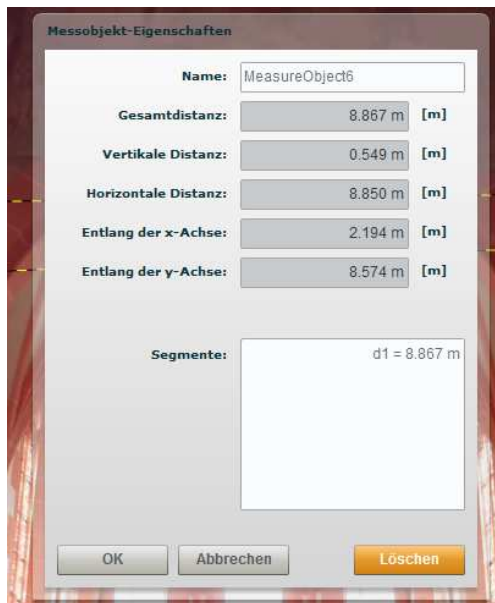 Messobjekt-Eigenschaften
Name: MeasureObject6
Gesamtdistanz: 8.867 m [m]
Vertikale Distanz: 0.549 m [m]
Horizontale Distanz: 8.850 m [m]
Entlang der x-Achse: 2.194 m [m]
Entlang der y-Achse: 8.574 m [m]
Segmente: d1 = 8.867 m
OK Abbrechen Löschen